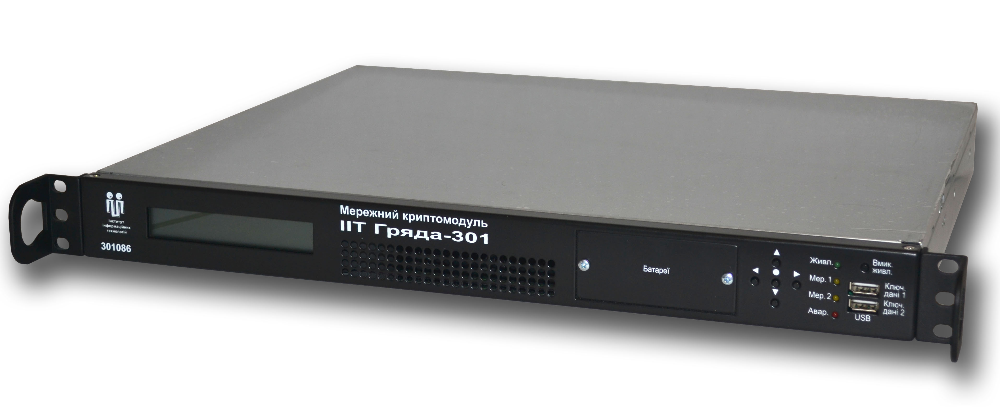 Інститут
інформаційних
технологій
301086
Мережний криптомодуль
ІІТ Гряда-301
Батареї
Живл.
Мер. 1
Мер. 2
Авар.
Вмик.
живл.
Ключ.
дані 1
Ключ.
дані 2
USB